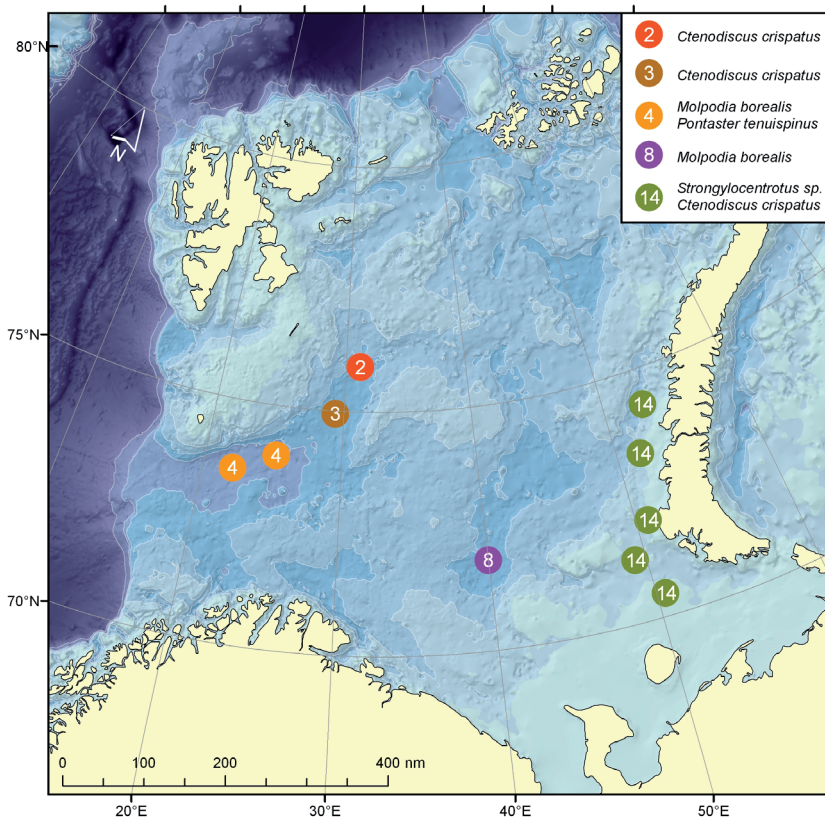 80°N
N
2 Ctenodiscus crispatus
3 Ctenodiscus crispatus
4 Molpodia borealis
Pontaster tenuispinus
8 Molpodia borealis
14 Strongylocentrotus sp.
Ctenodiscus crispatus
75°N
2
3
14
4
4
14
14
8
14
14
70°N
0 100 200 400 nm
20°E 30°E 40°E 50°E